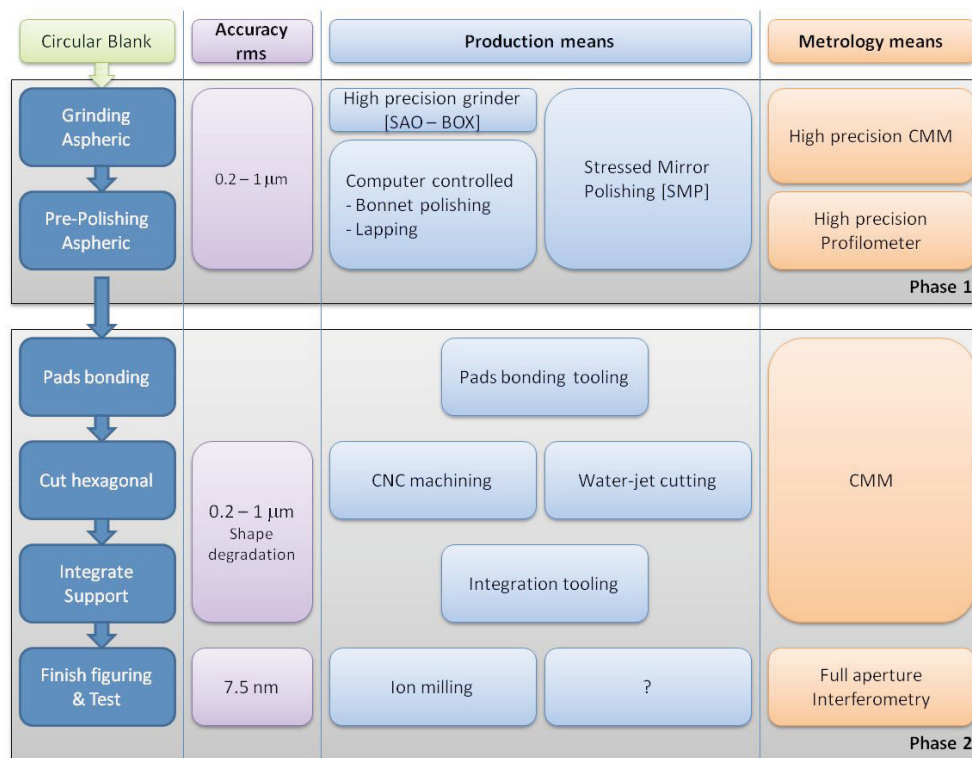 Circular Blank
Accuracy
rms
Production means
Metrology means
Grinding
Aspheric
Pre-Polishing
Aspheric
0.2 – 1 μm
High precision grinder
[SAO – BOX]
Computer controlled
- Bonnet polishing
- Lapping
Stressed Mirror
Polishing [SMP]
High precision CMM
High precision
Profilometer
Phase 1
Pads bonding
Cut hexagonal
Integrate
Support
Finish figuring
& Test
0.2 – 1 μm
Shape
degradation
7.5 nm
Pads bonding tooling
CNC machining
Water-jet cutting
Integration tooling
Ion milling
?
CMM
Full aperture
Interferometry
Phase 2